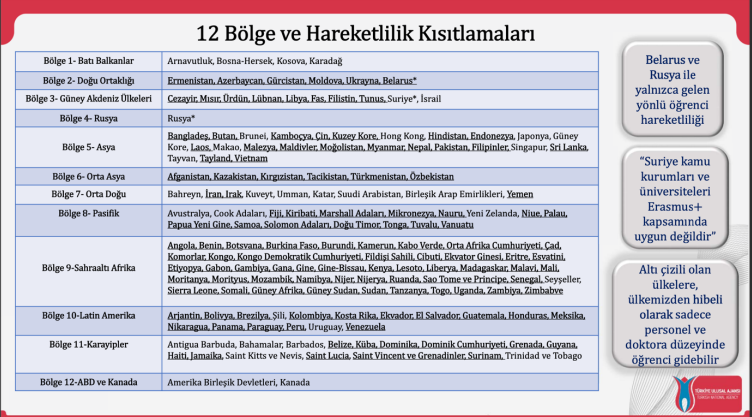 12 Bölge ve Hareketlilik Kısıtlamaları
Bölge 1- Batı Balkanlar
Arnavutluk, Bosna-Hersek, Kosova, Karadağ
Bölge 2- Doğu Ortaklığı
Ermenistan, Azerbaycan, Gürcistan, Moldova, Ukrayna, Belarus*
Bölge 3- Güney Akdeniz Ülkeleri
Cezayir, Mısır, Ürdün, Lübnan, Libya, Fas, Filistin, Tunus, Suriye*, İsrail
Bölge 4- Rusya
Rusya*
Bölge 5- Asya
Bangladeş, Butan, Brunei, Kamboçya, Çin, Kuzey Kore, Hong Kong, Hindistan, Endonezya, Japonya, Güney
Kore, Laos, Makao, Malezya, Maldivler, Moğolistan, Myanmar, Nepal, Pakistan, Filipinler, Singapur, Sri Lanka,
Tayvan, Tayland, Vietnam
Bölge 6- Orta Asya
Afganistan, Kazakistan, Kırgızistan, Tacikistan, Türkmenistan, Özbekistan
Bölge 7- Orta Doğu
Bahreyn, İran, Irak, Kuveyt, Umman, Katar, Suudi Arabistan, Birleşik Arap Emirlikleri, Yemen
Bölge 8- Pasifik
Avustralya, Cook Adaları, Fiji, Kiribati, Marshall Adaları, Mikronezya, Nauru, Yeni Zelanda, Niue, Palau,
Papua Yeni Gine, Samoa, Solomon Adaları, Doğu Timor, Tonga, Tuvalu, Vanuatu
Bölge 9-Sahraaltı Afrika
Angola, Benin, Botsvana, Burkina Faso, Burundi, Kamerun, Kabo Verde, Orta Afrika Cumhuriyeti, Çad,
Komorlar, Kongo, Kongo Demokratik Cumhuriyeti, Fildişi Sahili, Cibuti, Ekvator Ginesi, Eritre, Esvatini,
Etiyopya, Gabon, Gambiya, Gana, Gine, Gine-Bissau, Kenya, Lesoto, Liberya, Madagaskar, Malavi, Mali,
Moritanya, Morityus, Mozambik, Namibya, Nijer, Nijerya, Ruanda, Sao Tome ve Principe, Senegal, Seyşeller,
Sierra Leone, Somali, Güney Afrika, Güney Sudan, Sudan, Tanzanya, Togo, Uganda, Zambiya, Zimbabve
Bölge 10-Latin Amerika
Arjantin, Bolivya, Brezilya, Şili, Kolombiya, Kosta Rika, Ekvador, El Salvador, Guatemala, Honduras, Meksika,
Nikaragua, Panama, Paraguay, Peru, Uruguay, Venezuela
Bölge 11-Karayipler
Antigua Barbuda, Bahamalar, Barbados, Belize, Küba, Dominika, Dominik Cumhuriyeti, Grenada, Guyana,
Haiti, Jamaika, Saint Kitts ve Nevis, Saint Lucia, Saint Vincent ve Grenadinler, Surinam, Trinidad ve Tobago
Bölge 12-ABD ve Kanada
Amerika Birleşik Devletleri, Kanada
Belarus ve
Rusya ile
yalnızca gelen
yönlü öğrenci
hareketliliği
“Suriye kamu
kurumları ve
üniversiteleri
Erasmus+
kapsamında
uygun değildir”
Altı çizili olan
ülkelere,
ülkemizden hibeli
olarak sadece
personel ve
doktora düzeyinde
öğrenci gidebilir
TÜRKİYE ULUSAL AJANSI
TURKISH NATIONAL AGENCY